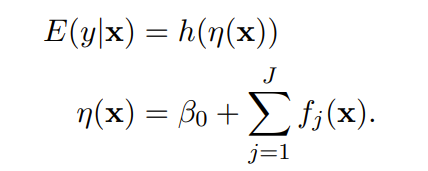 E(y|𝐱) = h(η(𝐱))
η(𝐱) = β₀ + ∑_{j=1}^{J} f_j(𝐱).